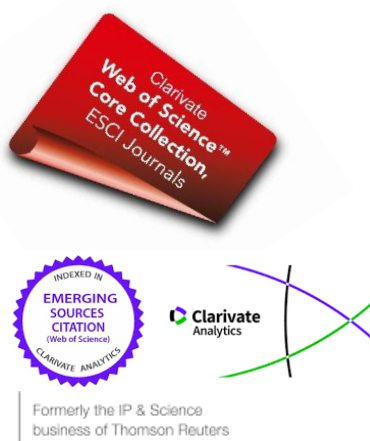 Clarivate
Web of Science™
Core Collection,
ESCI Journals
INDEXED IN
EMERGING
SOURCES
CITATION
(Web of Science)
CLARIVATE ANALYTICS
Clarivate
Analytics
Formerly the IP & Science
business of Thomson Reuters